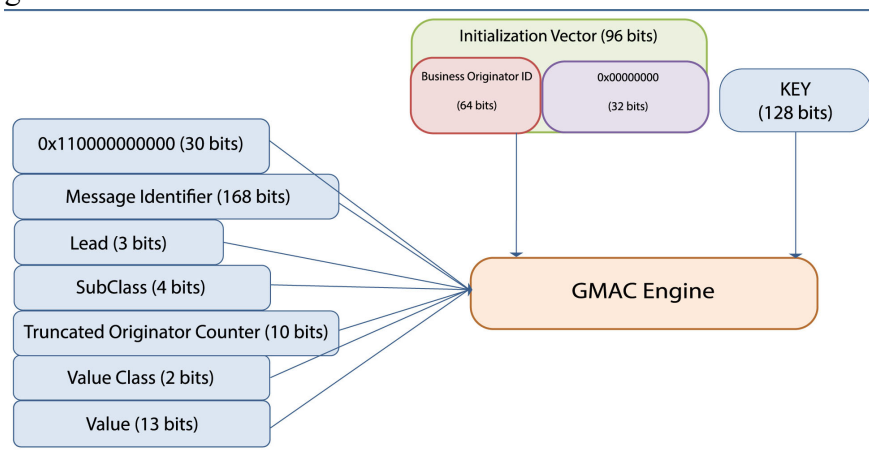 Initialization Vector (96 bits)
Business Originator ID
(64 bits)
0x00000000
(32 bits)
KEY
(128 bits)
0x110000000000 (30 bits)
Message Identifier (168 bits)
Lead (3 bits)
SubClass (4 bits)
Truncated Originator Counter (10 bits)
Value Class (2 bits)
Value (13 bits)
GMAC Engine